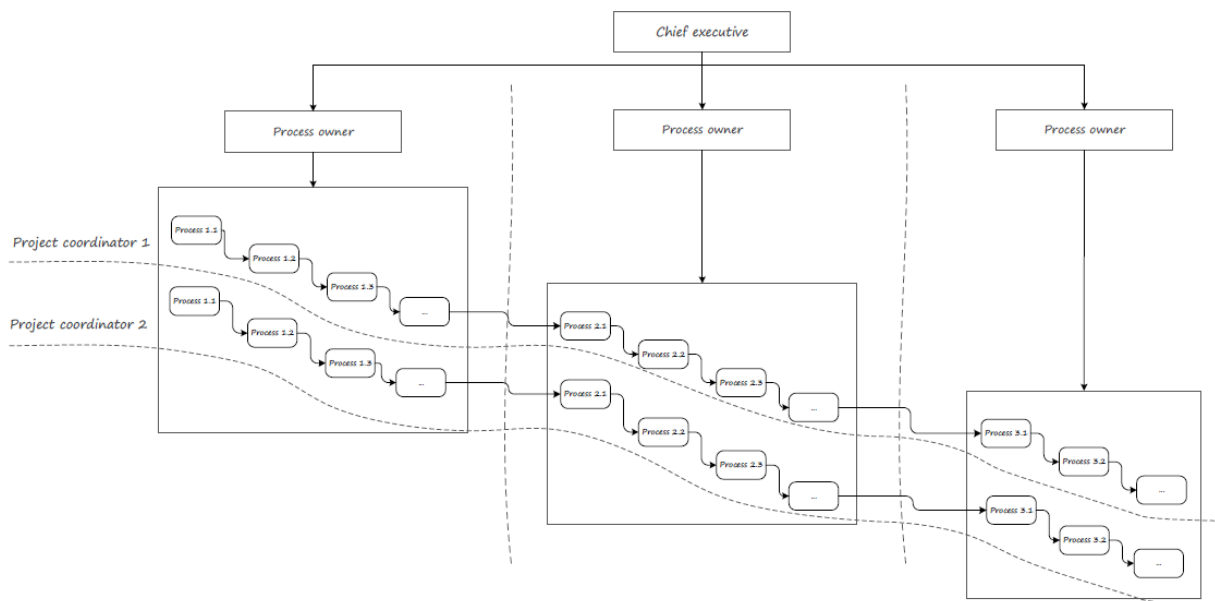 Chief executive
Process owner
Process owner
Process owner
Project coordinator 1
Process 1.1
Process 1.2
Process 1.3
...
Process 2.1
Process 2.2
Process 2.3
...
Process 3.1
Process 3.2
...
Project coordinator 2
Process 1.1
Process 1.2
Process 1.3
...
Process 2.1
Process 2.2
Process 2.3
...
Process 3.1
Process 3.2
...